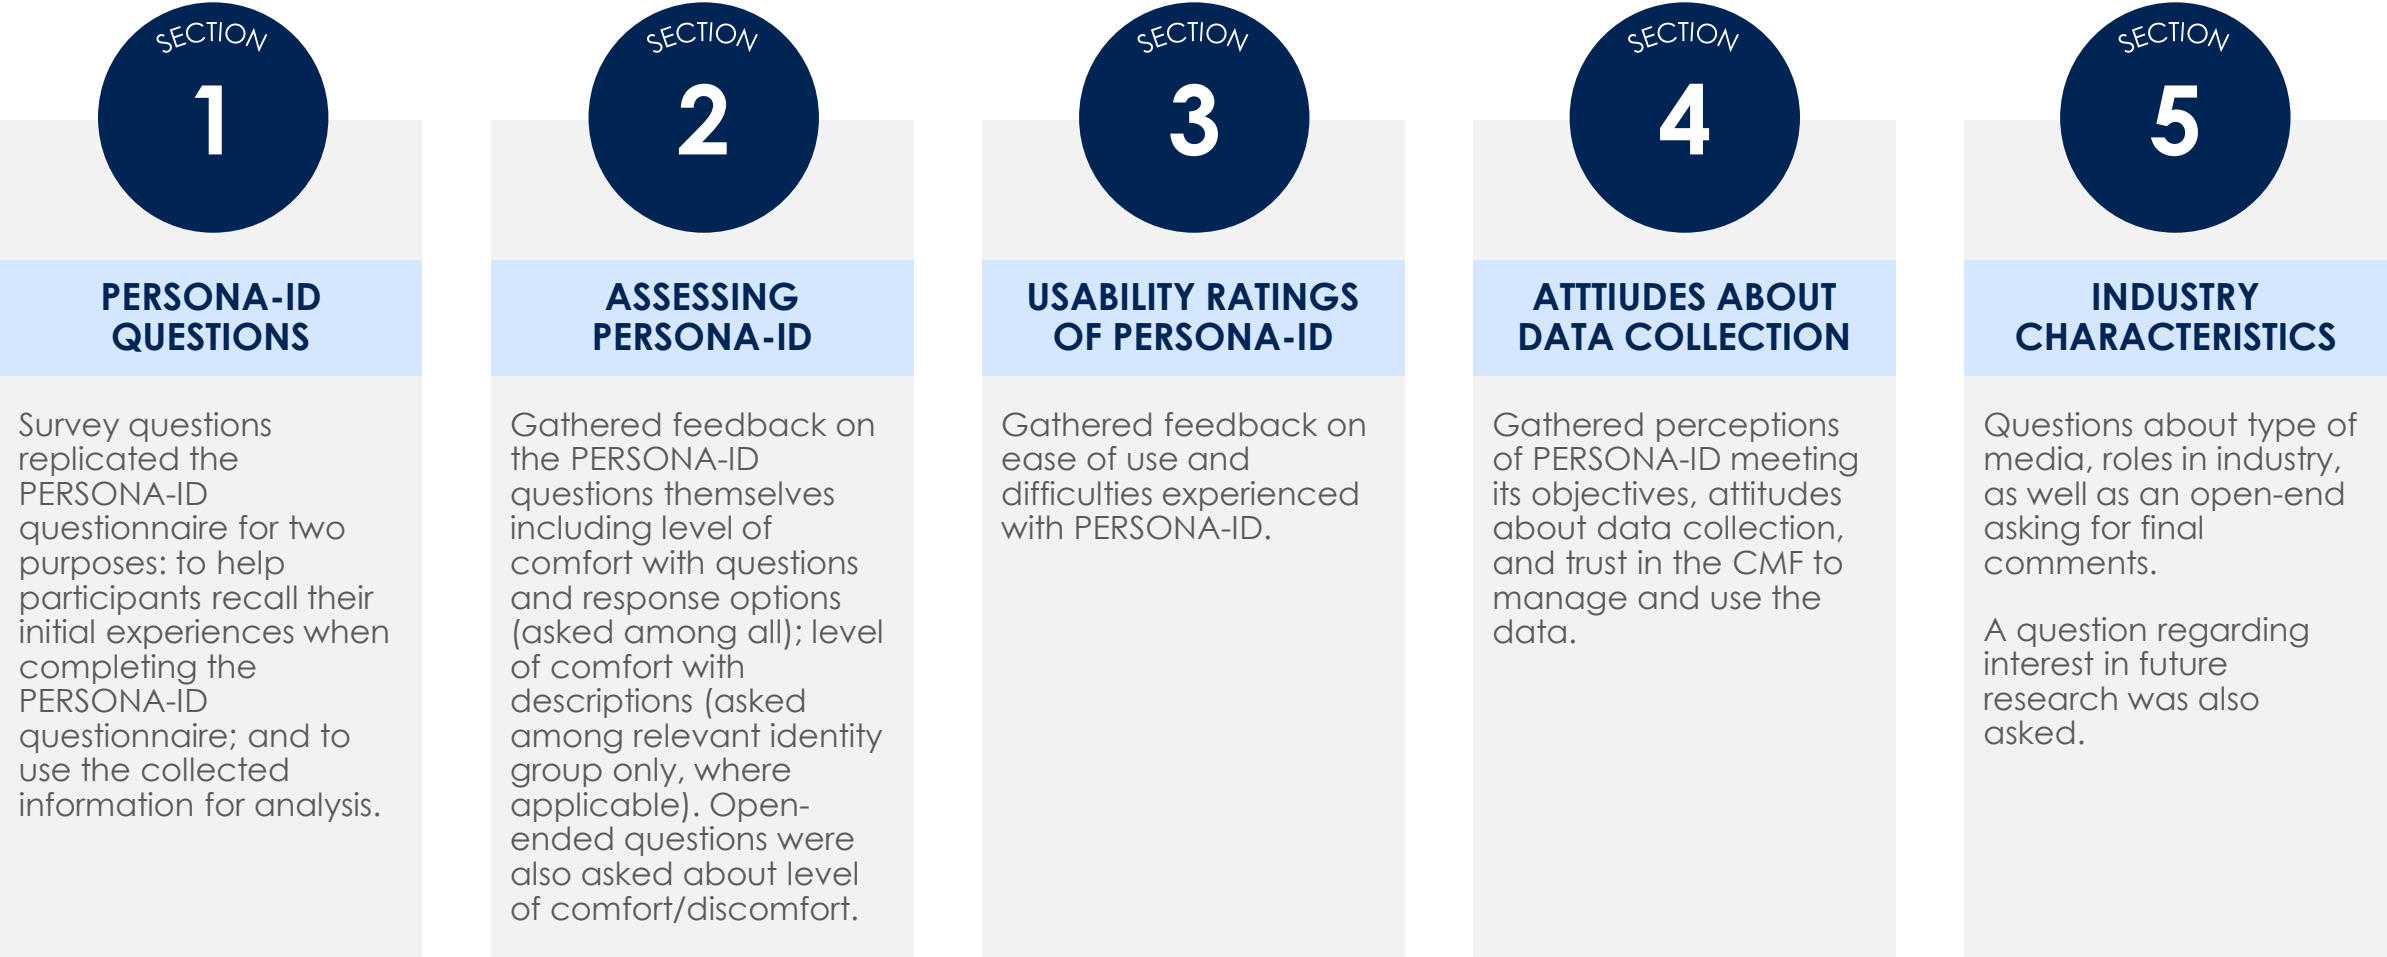 SECTION
1
PERSONA-ID
QUESTIONS
Survey questions
replicated the
PERSONA-ID
questionnaire for two
purposes: to help
participants recall their
initial experiences when
completing the
PERSONA-ID
questionnaire; and to
use the collected
information for analysis.
SECTION
2
ASSESSING
PERSONA-ID
Gathered feedback on
the PERSONA-ID
questions themselves
including level of
comfort with questions
and response options
(asked among all); level
of comfort with
descriptions (asked
among relevant identity
group only, where
applicable). Open-
ended questions were
also asked about level
of comfort/discomfort.
SECTION
3
USABILITY RATINGS
OF PERSONA-ID
Gathered feedback on
ease of use and
difficulties experienced
with PERSONA-ID.
SECTION
4
ATTTIUDES ABOUT
DATA COLLECTION
Gathered perceptions
of PERSONA-ID meeting
its objectives, attitudes
about data collection,
and trust in the CMF to
manage and use the
data.
SECTION
5
INDUSTRY
CHARACTERISTICS
Questions about type of
media, roles in industry,
as well as an open-end
asking for final
comments.
A question regarding
interest in future
research was also
asked.